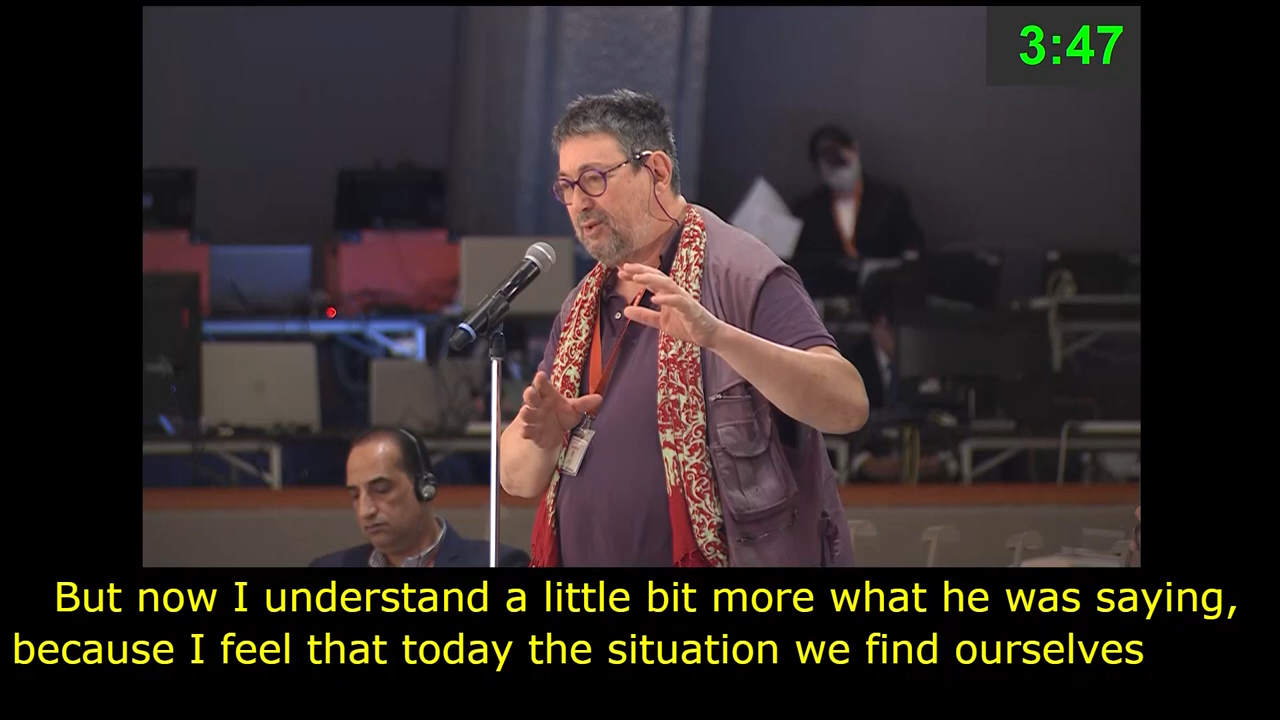 3:47
But now I understand a little bit more what he was saying,
because I feel that today the situation we find ourselves